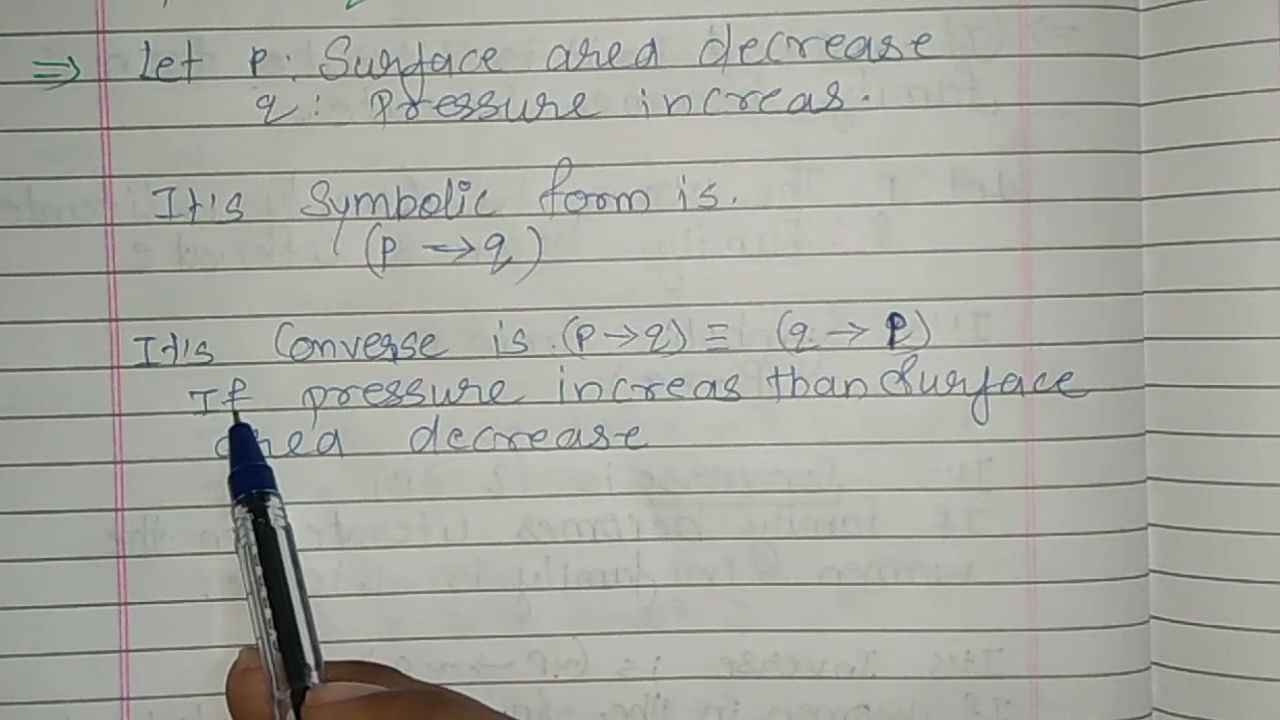 ⇒ Let p : Surface area decrease
q : Pressure increas.
It's Symbolic form is.
(p → q)
It's Converse is (p → q) ≡ (q → p)
If pressure increas than Surface
area decrease